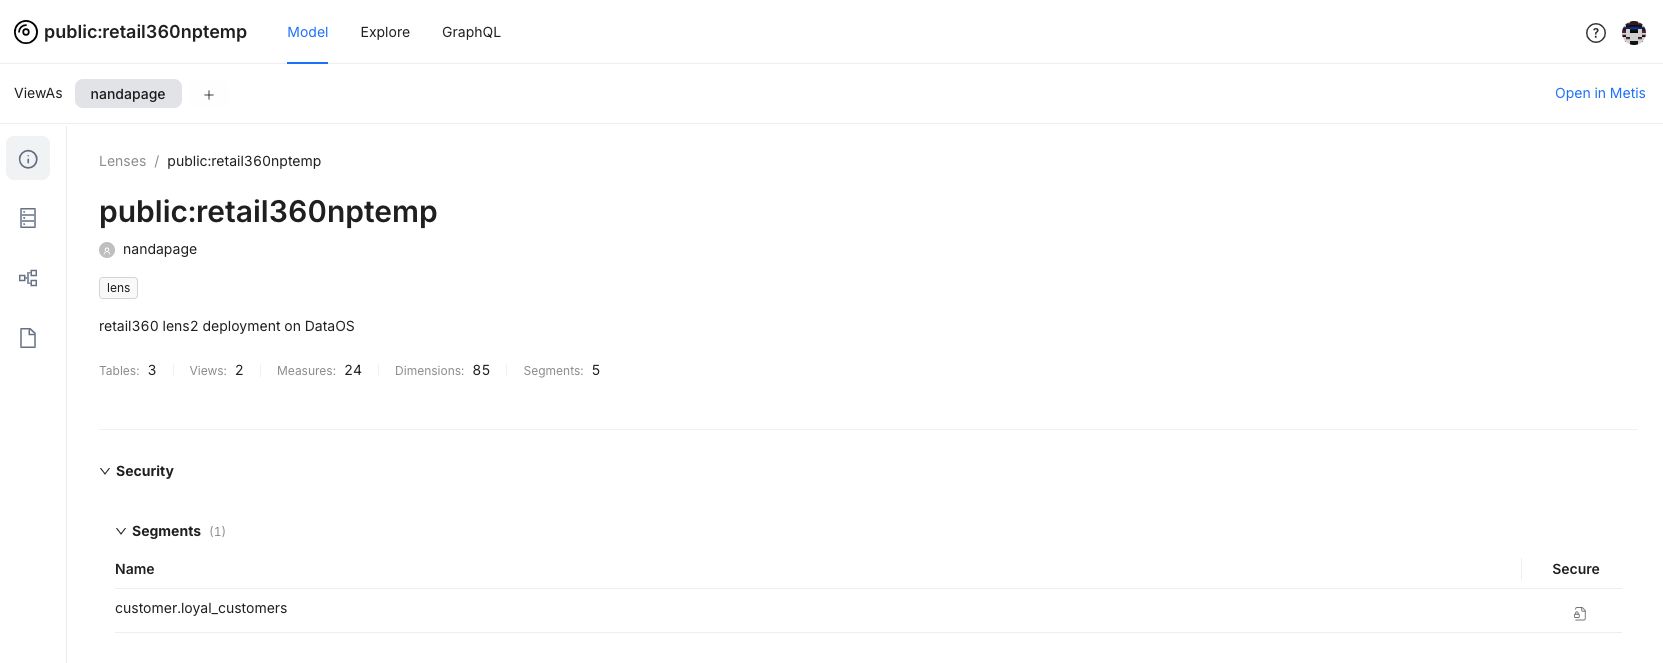 public:retail360nptemp Model Explore GraphQL
ViewAs nandapage + Open in Metis
Lenses / public:retail360nptemp
public:retail360nptemp
nandapage
lens
retail360 lens2 deployment on DataOS
Tables: 3 Views: 2 Measures: 24 Dimensions: 85 Segments: 5
Security
Segments (1)
Name Secure
customer.loyal_customers